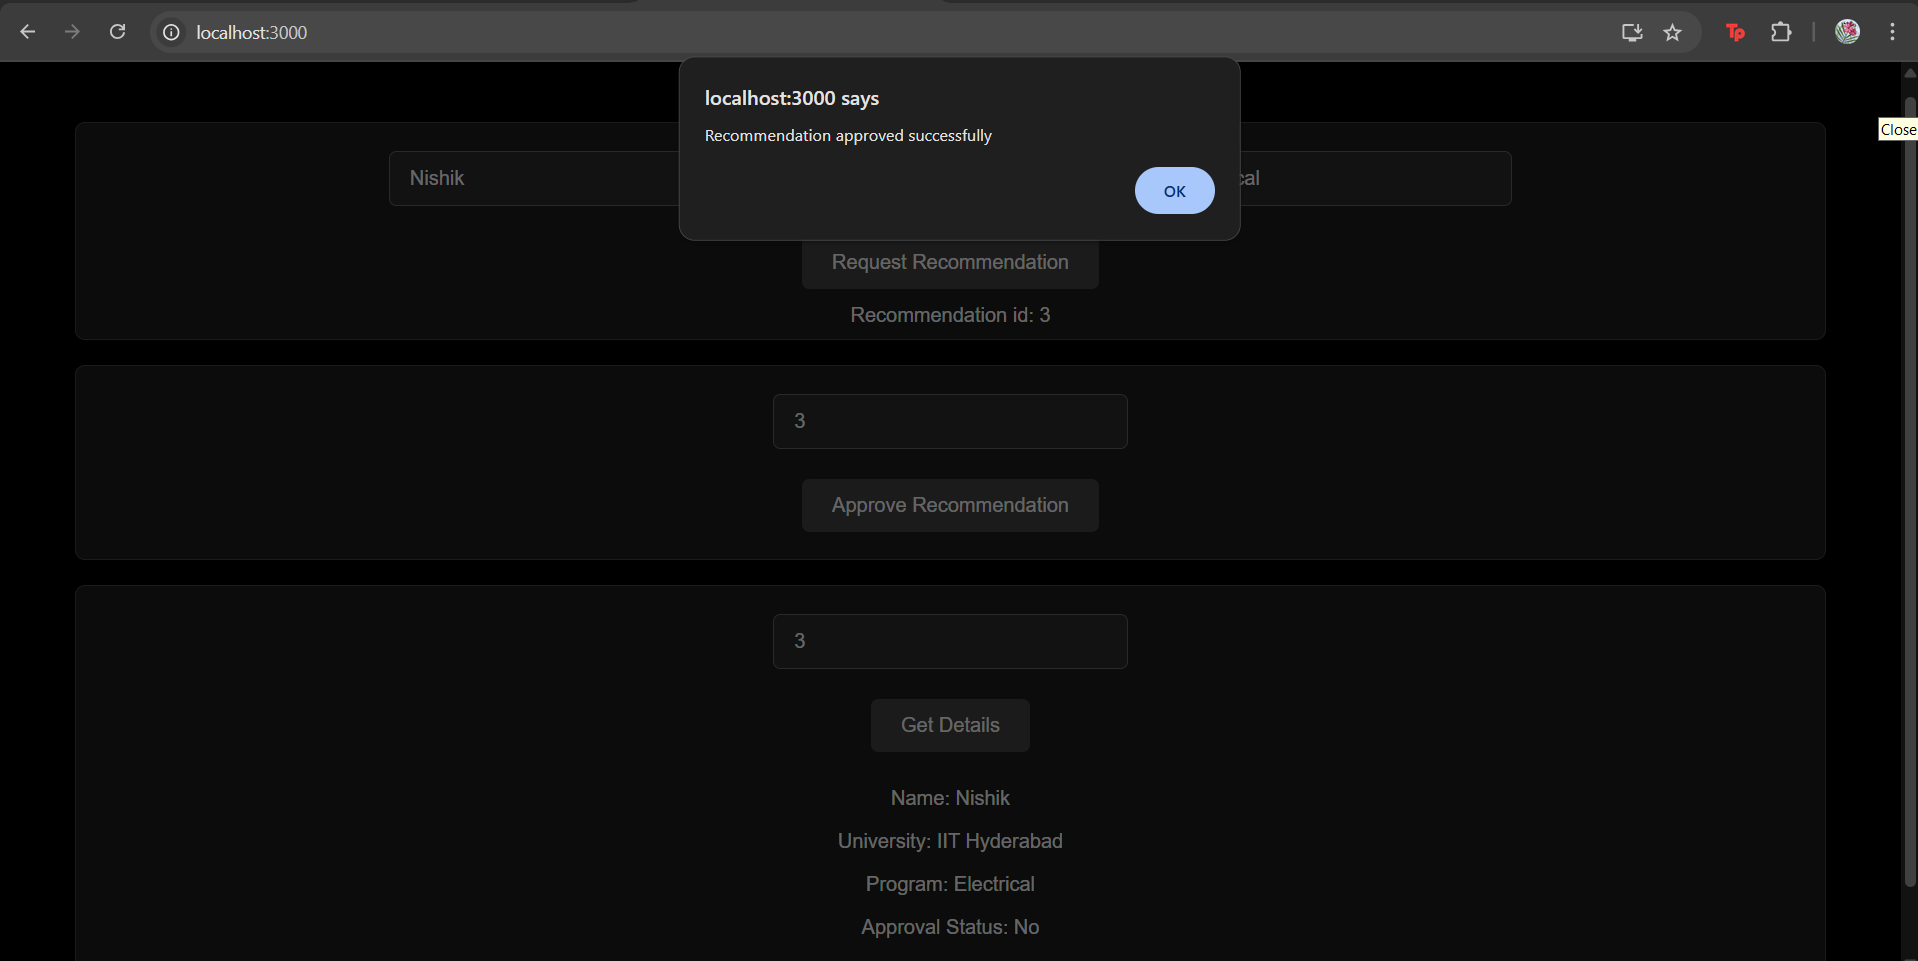 localhost:3000
Tp
localhost:3000 says
Recommendation approved successfully
OK
Close
Nishik
cal
Request Recommendation
Recommendation id: 3
3
Approve Recommendation
3
Get Details
Name: Nishik
University: IIT Hyderabad
Program: Electrical
Approval Status: No